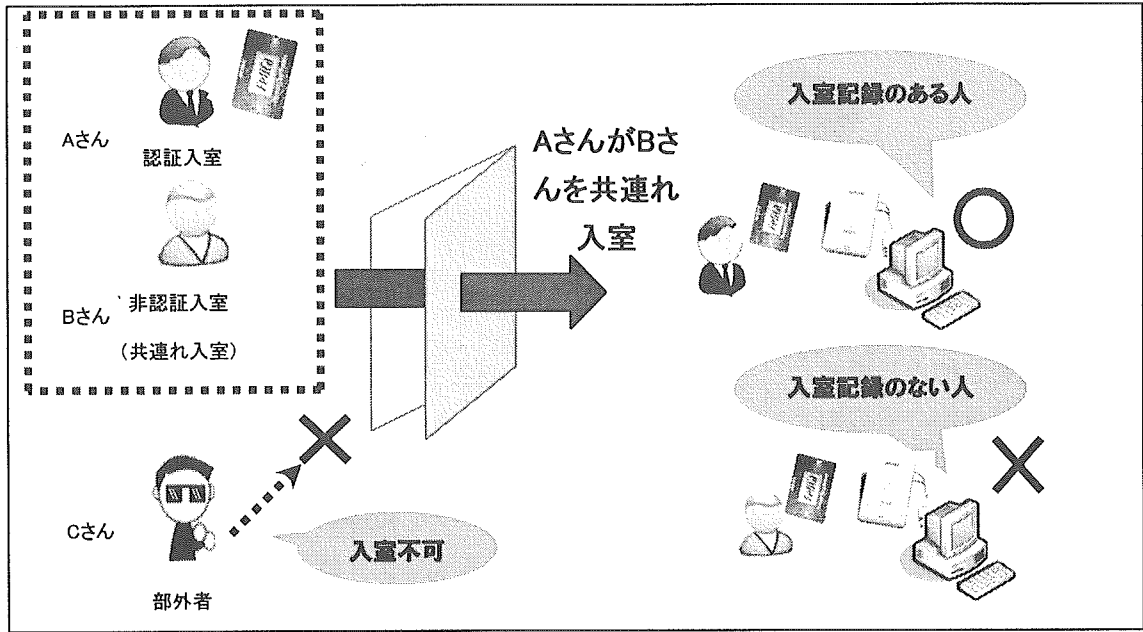 Aさん
認証入室
Bさん
非認証入室
(共連れ入室)
Cさん
部外者
入室不可
AさんがBさ
んを共連れ
入室
入室記録のある人
入室記録のない人